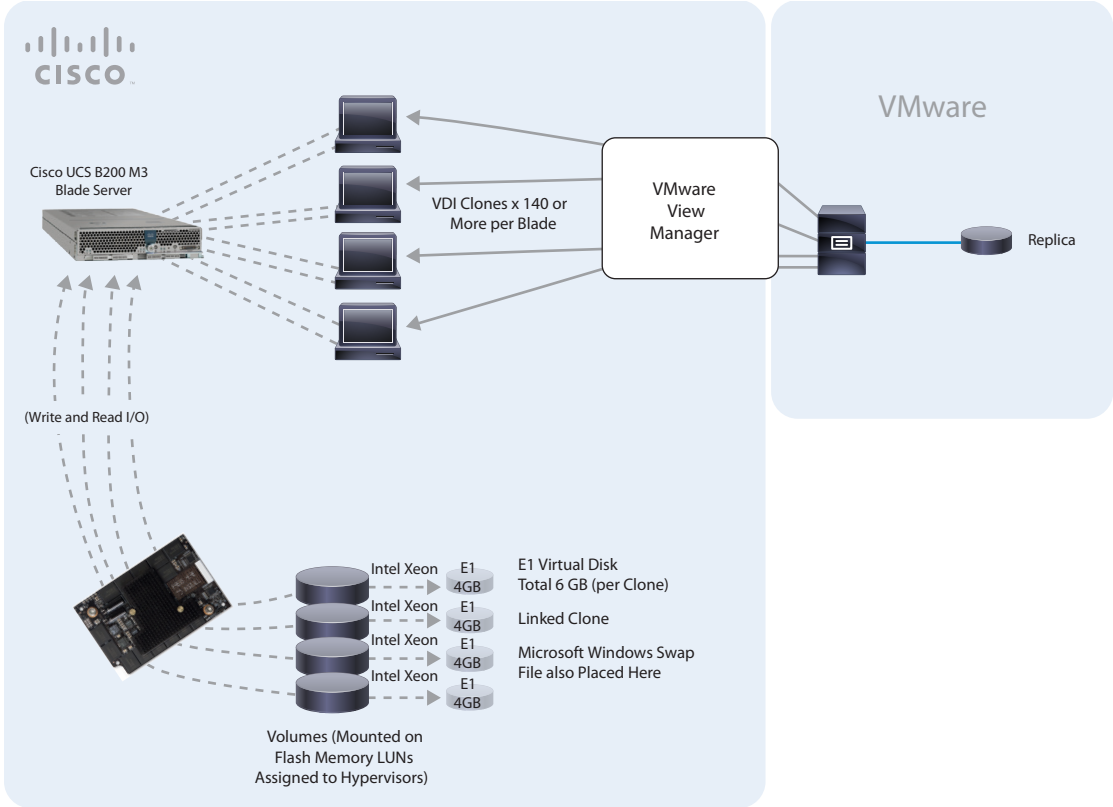 CISCO
VMware
Cisco UCS B200 M3
Blade Server
VDI Clones x 140 or
More per Blade
VMware
View
Manager
Replica
(Write and Read I/O)
Intel Xeon
E1
4GB
Intel Xeon
E1
4GB
Intel Xeon
E1
4GB
Intel Xeon
E1
4GB
E1 Virtual Disk
Total 6 GB (per Clone)
Linked Clone
Microsoft Windows Swap
File also Placed Here
Volumes (Mounted on
Flash Memory LUNs
Assigned to Hypervisors)